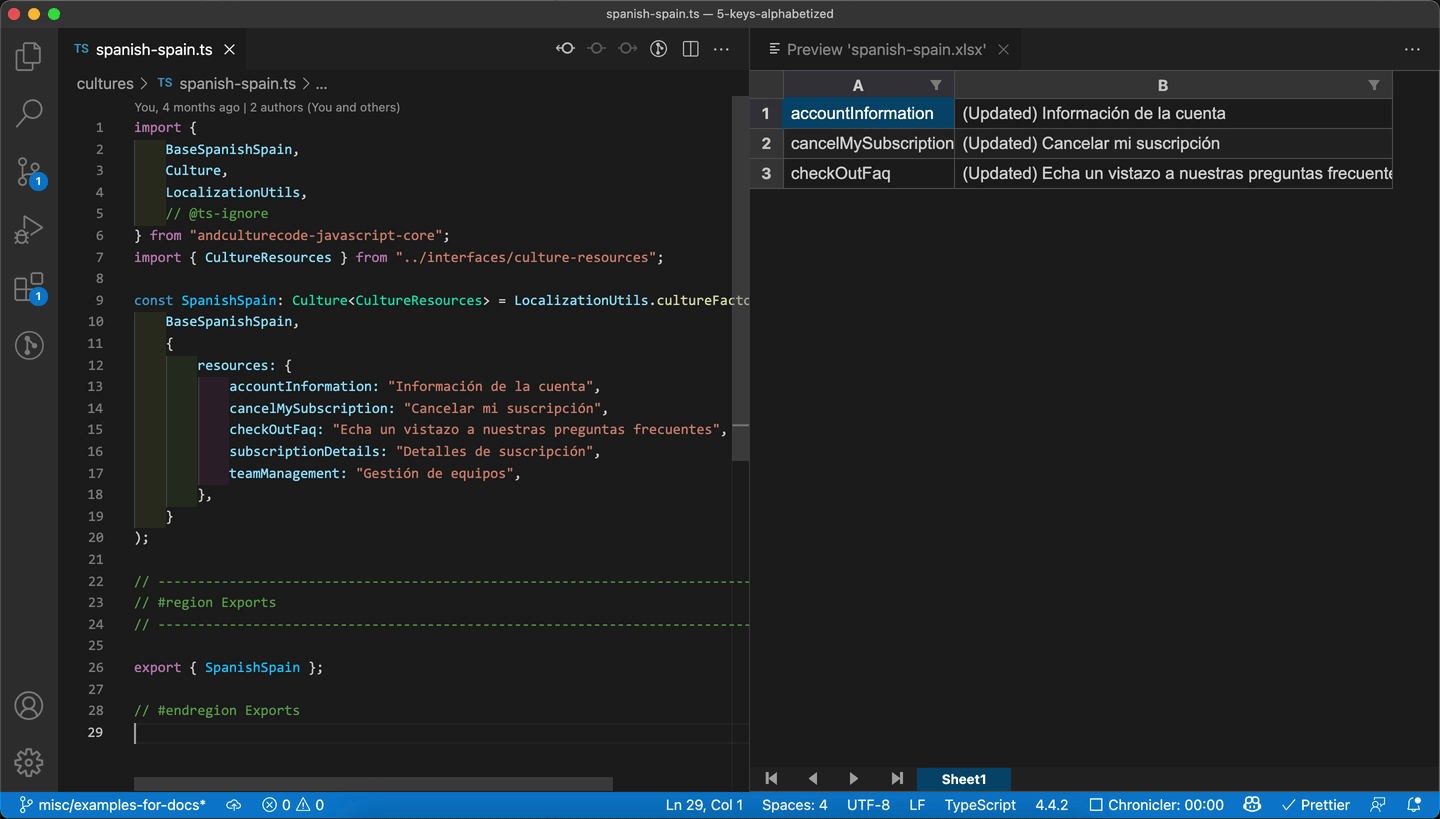 spanish-spain.ts — 5-keys-alphabetized
TS spanish-spain.ts
Preview 'spanish-spain.xlsx'
cultures > TS spanish-spain.ts > ...
You, 4 months ago | 2 authors (You and others)
1 import {
2 BaseSpanishSpain,
3 Culture,
4 LocalizationUtils,
5 // @ts-ignore
6 } from "andculturecode-javascript-core";
7 import { CultureResources } from "../interfaces/culture-resources";
8
9 const SpanishSpain: Culture<CultureResources> = LocalizationUtils.cultureFacto
10 BaseSpanishSpain,
11 {
12 resources: {
13 accountInformation: "Información de la cuenta",
14 cancelMySubscription: "Cancelar mi suscripción",
15 checkOutFaq: "Echa un vistazo a nuestras preguntas frecuentes",
16 subscriptionDetails: "Detalles de suscripción",
17 teamManagement: "Gestión de equipos",
18 },
19 }
20 );
21
22 // ---------------------------------------------------------------------------
23 // #region Exports
24 // ---------------------------------------------------------------------------
25
26 export { SpanishSpain };
27
28 // #endregion Exports
29
A B
1 accountInformation (Updated) Información de la cuenta
2 cancelMySubscription (Updated) Cancelar mi suscripción
3 checkOutFaq (Updated) Echa un vistazo a nuestras preguntas frecuente
Sheet1
1
1
misc/examples-for-docs* 0 0 Ln 29, Col 1 Spaces: 4 UTF-8 LF TypeScript 4.4.2 Chronicler: 00:00 Prettier